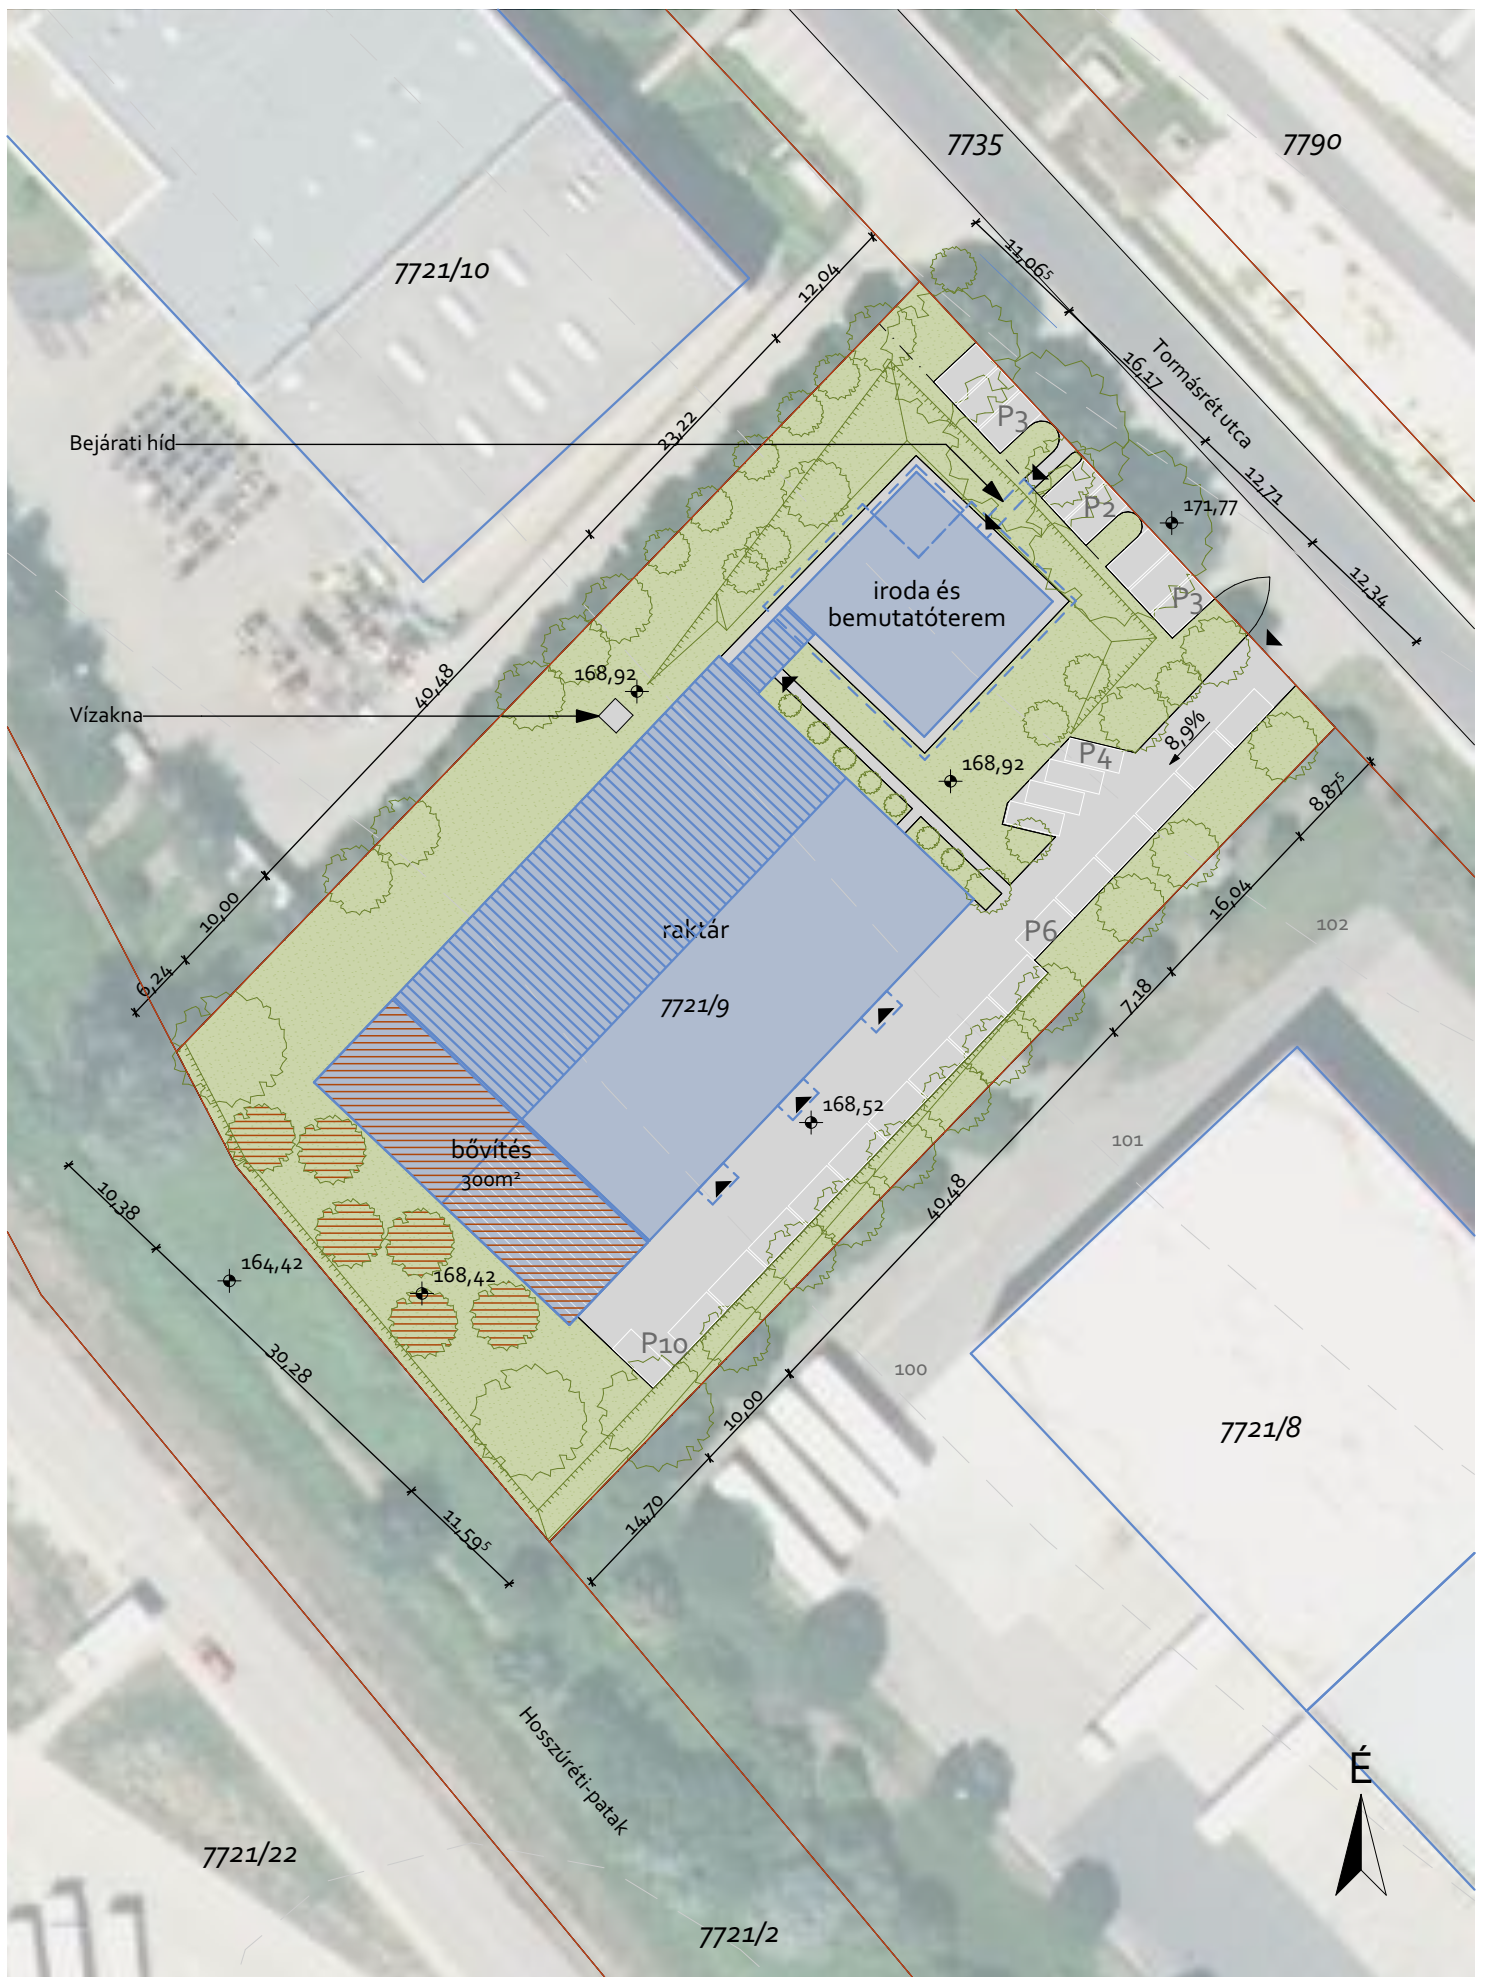 7735
7790
7721/10
11,06⁵
12,04
Tormásrét utca
16,17
P3
23,22
Bejárati híd
12,71
P2
171,77
iroda és
bemutatóterem
12,34
P3
168,92
40,48
Vízakna
8,9%
P4
168,92
8,87⁵
10,00
16,04
raktár
P6
102
6,24
7721/9
7,18
168,52
101
bővítés
300m²
40,48
10,38
164,42
168,42
P10
30,28
100
10,00
7721/8
14,70
11,59⁵
Hosszúréti-patak
É
7721/22
7721/2